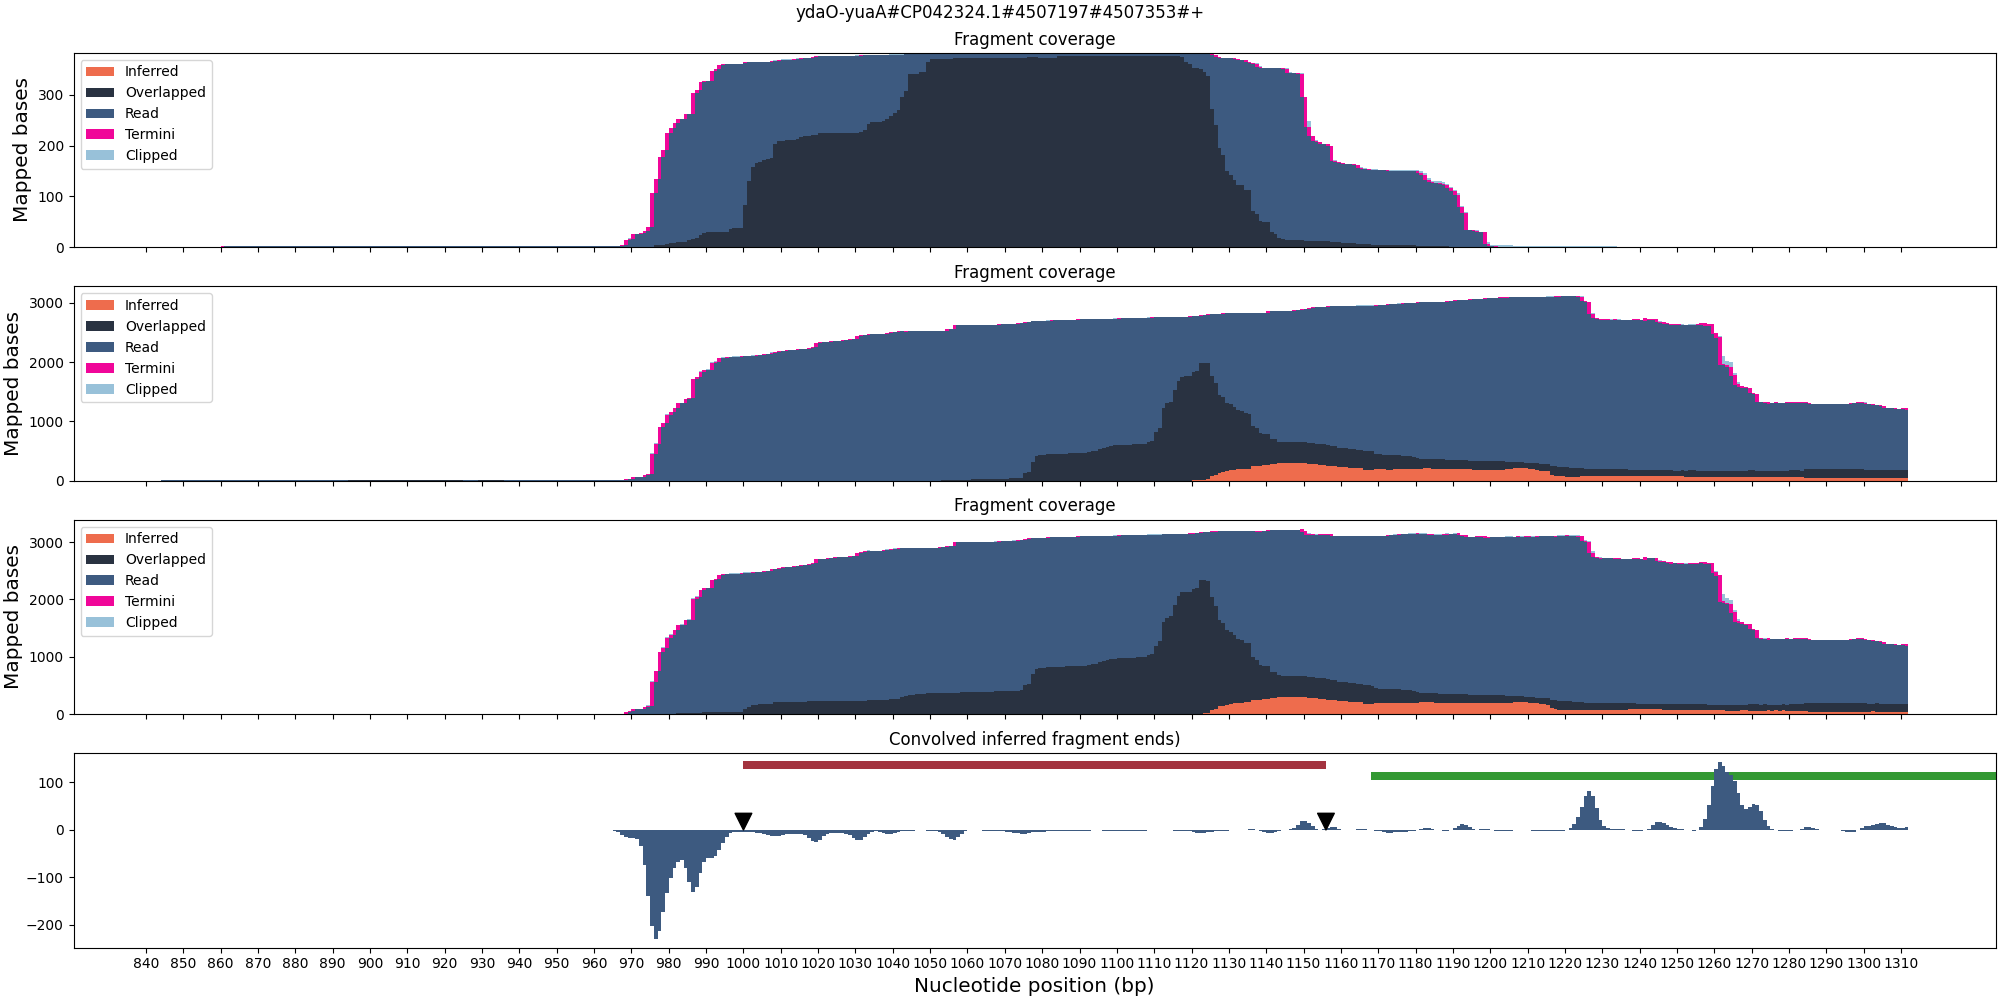 ydaO-yuaA#CP042324.1#4507197#4507353#+
Fragment coverage
Mapped bases
300
200
100
0
Inferred
Overlapped
Read
Termini
Clipped
Fragment coverage
Mapped bases
3000
2000
1000
0
Inferred
Overlapped
Read
Termini
Clipped
Fragment coverage
Mapped bases
3000
2000
1000
0
Inferred
Overlapped
Read
Termini
Clipped
Convolved inferred fragment ends)
100
0
−100
−200
840 850 860 870 880 890 900 910 920 930 940 950 960 970 980 990 1000 1010 1020 1030 1040 1050 1060 1070 1080 1090 1100 1110 1120 1130 1140 1150 1160 1170 1180 1190 1200 1210 1220 1230 1240 1250 1260 1270 1280 1290 1300 1310
Nucleotide position (bp)